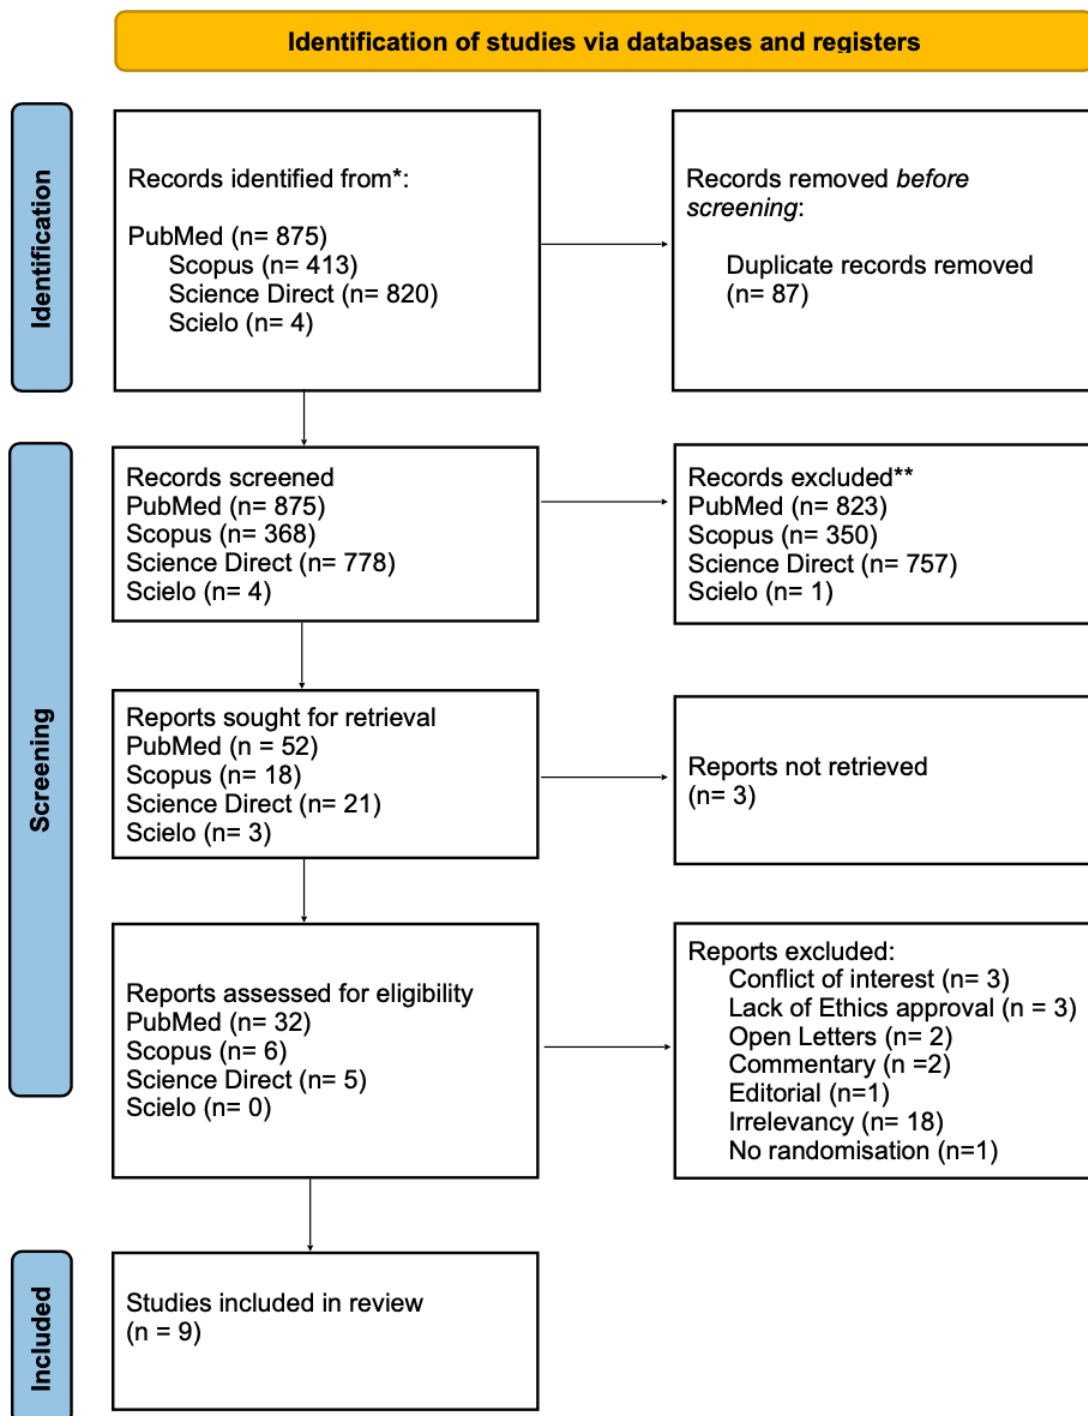 Identification of studies via databases and registers
Identification
Records identified from*:
PubMed (n= 875)
Scopus (n= 413)
Science Direct (n= 820)
Scielo (n= 4)
Records removed before
screening:
Duplicate records removed
(n= 87)
Screening
Records screened
PubMed (n= 875)
Scopus (n= 368)
Science Direct (n= 778)
Scielo (n= 4)
Records excluded**
PubMed (n= 823)
Scopus (n= 350)
Science Direct (n= 757)
Scielo (n= 1)
Reports sought for retrieval
PubMed (n = 52)
Scopus (n= 18)
Science Direct (n= 21)
Scielo (n= 3)
Reports not retrieved
(n= 3)
Reports assessed for eligibility
PubMed (n= 32)
Scopus (n= 6)
Science Direct (n= 5)
Scielo (n= 0)
Reports excluded:
Conflict of interest (n= 3)
Lack of Ethics approval (n = 3)
Open Letters (n= 2)
Commentary (n =2)
Editorial (n=1)
Irrelevancy (n= 18)
No randomisation (n=1)
Included
Studies included in review
(n = 9)